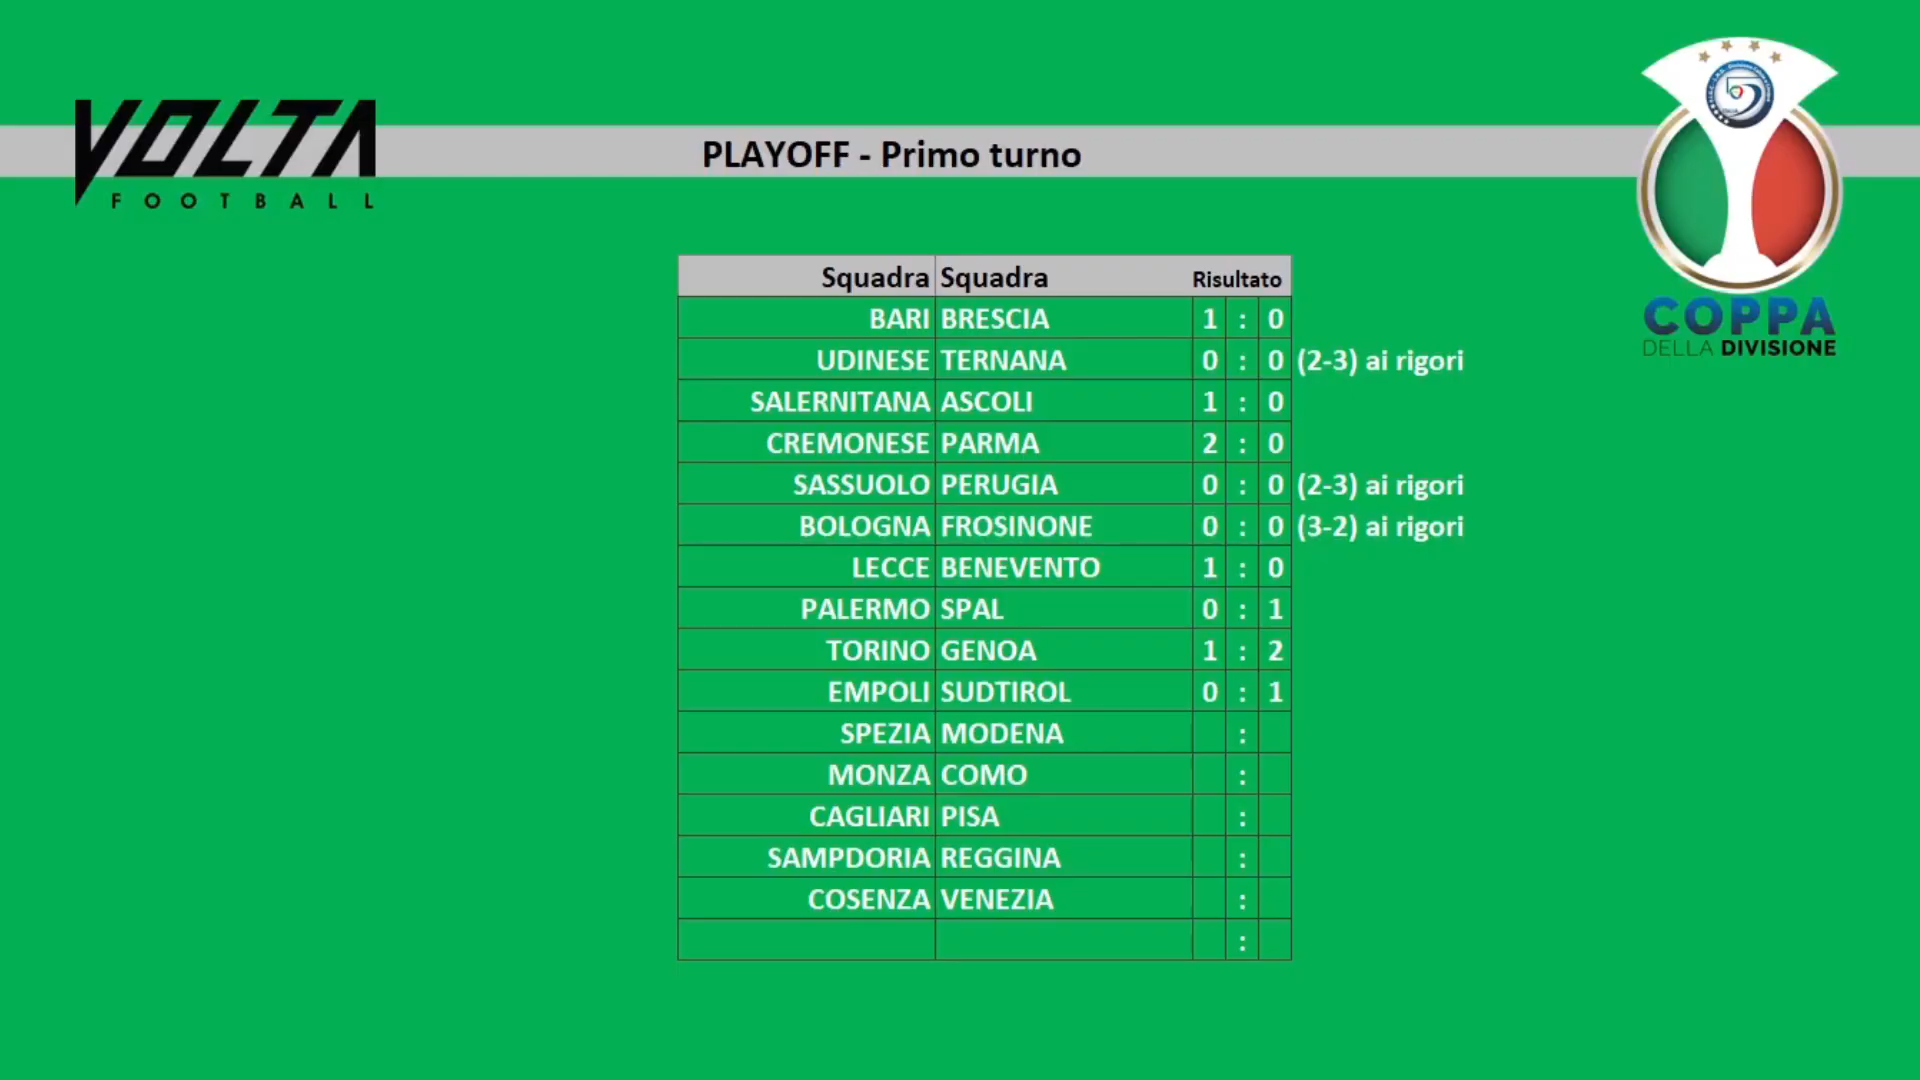 VOLTA
FOOTBALL
PLAYOFF - Primo turno
COPPA
DELLA DIVISIONE
Squadra Squadra Risultato
BARI BRESCIA 1 : 0
UDINESE TERNANA 0 : 0 (2-3) ai rigori
SALERNITANA ASCOLI 1 : 0
CREMONESE PARMA 2 : 0
SASSUOLO PERUGIA 0 : 0 (2-3) ai rigori
BOLOGNA FROSINONE 0 : 0 (3-2) ai rigori
LECCE BENEVENTO 1 : 0
PALERMO SPAL 0 : 1
TORINO GENOA 1 : 2
EMPOLI SUDTIROL 0 : 1
SPEZIA MODENA :
MONZA COMO :
CAGLIARI PISA :
SAMPDORIA REGGINA :
COSENZA VENEZIA :
: